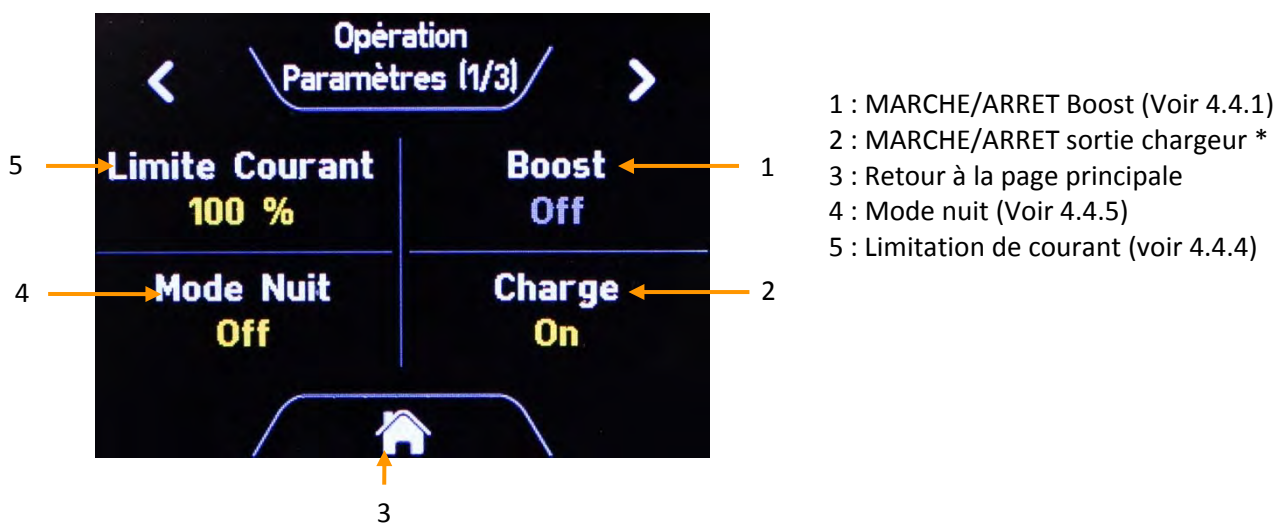 Opération
Paramètres (1/3)
5
Limite Courant
100 %
Boost
Off
1
4
Mode Nuit
Off
Charge
On
2
3
1 : MARCHE/ARRET Boost (Voir 4.4.1)
2 : MARCHE/ARRET sortie chargeur *
3 : Retour à la page principale
4 : Mode nuit (Voir 4.4.5)
5 : Limitation de courant (voir 4.4.4)